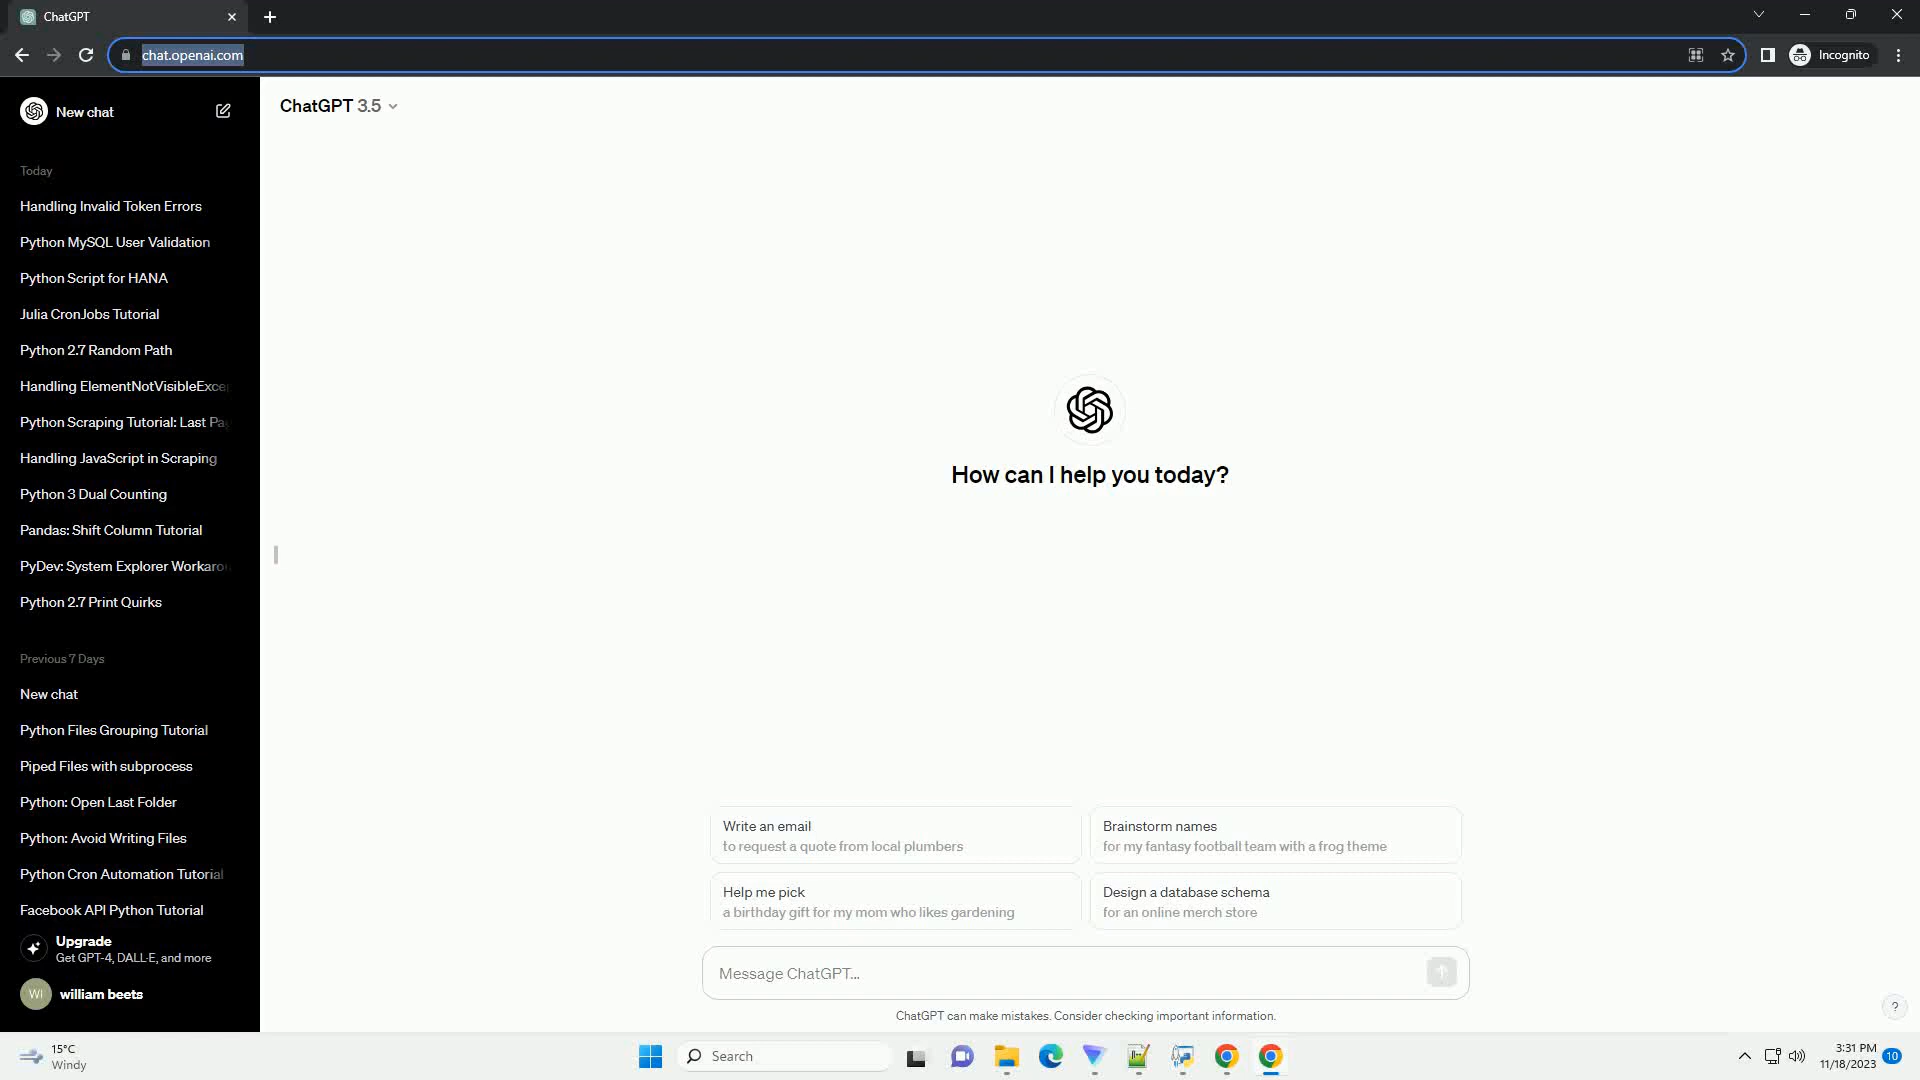 ChatGPT
chat.openai.com
Incognito
New chat
Today
Handling Invalid Token Errors
Python MySQL User Validation
Python Script for HANA
Julia CronJobs Tutorial
Python 2.7 Random Path
Handling ElementNotVisibleExce
Python Scraping Tutorial: Last Pa
Handling JavaScript in Scraping
Python 3 Dual Counting
Pandas: Shift Column Tutorial
PyDev: System Explorer Workaro
Python 2.7 Print Quirks
Previous 7 Days
New chat
Python Files Grouping Tutorial
Piped Files with subprocess
Python: Open Last Folder
Python: Avoid Writing Files
Python Cron Automation Tutorial
Facebook API Python Tutorial
Upgrade
Get GPT-4, DALL·E, and more
WI
william beets
ChatGPT 3.5
How can I help you today?
Write an email
to request a quote from local plumbers
Brainstorm names
for my fantasy football team with a frog theme
Help me pick
a birthday gift for my mom who likes gardening
Design a database schema
for an online merch store
Message ChatGPT...
ChatGPT can make mistakes. Consider checking important information.
?
15°C
Windy
Search
3:31 PM
11/18/2023
10